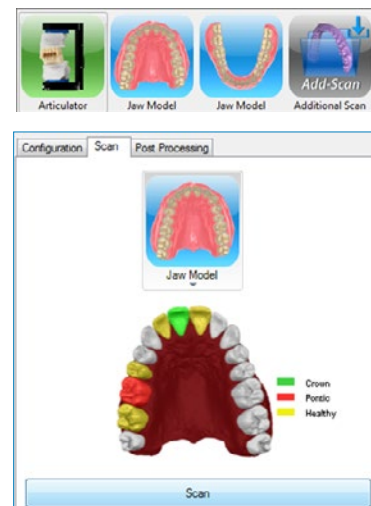 Add-Scan
Articulator Jaw Model Jaw Model Additional Scan
Configuration Scan Post Processing
Jaw Model
Crown
Pontic
Healthy
Scan